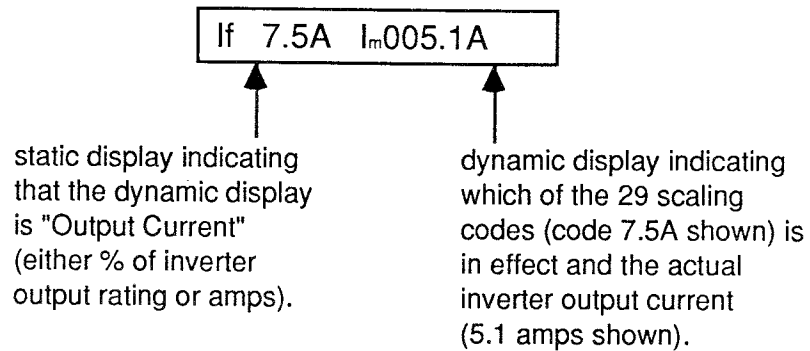 If 7.5A Im005.1A
static display indicating
that the dynamic display
is "Output Current"
(either % of inverter
output rating or amps).
dynamic display indicating
which of the 29 scaling
codes (code 7.5A shown) is
in effect and the actual
inverter output current
(5.1 amps shown).